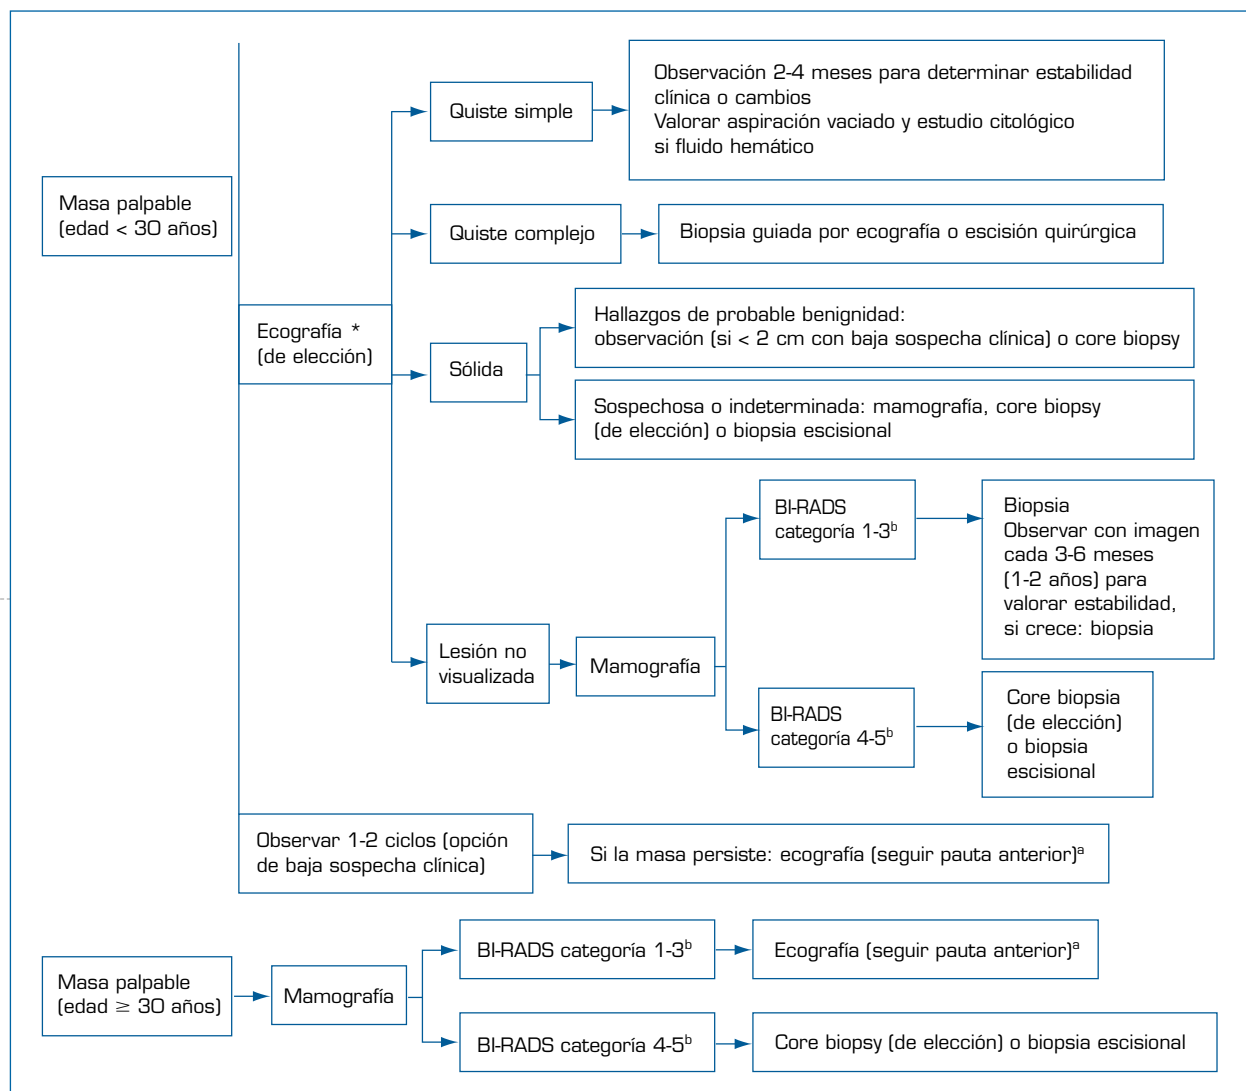 Masa palpable
(edad < 30 años)
Ecografía *
(de elección)
Quiste simple
Observación 2-4 meses para determinar estabilidad
clínica o cambios
Valorar aspiración vaciado y estudio citológico
si fluido hemático
Quiste complejo
Biopsia guiada por ecografía o escisión quirúrgica
Sólida
Hallazgos de probable benignidad:
observación (si < 2 cm con baja sospecha clínica) o core biopsy
Sospechosa o indeterminada: mamografía, core biopsy
(de elección) o biopsia escisional
Lesión no
visualizada
Mamografía
BI-RADS
categoría 1-3ᵇ
Biopsia
Observar con imagen
cada 3-6 meses
(1-2 años) para
valorar estabilidad,
si crece: biopsia
BI-RADS
categoría 4-5ᵇ
Core biopsia
(de elección)
o biopsia
escisional
Observar 1-2 ciclos (opción
de baja sospecha clínica)
Si la masa persiste: ecografía (seguir pauta anterior)ᵃ
Masa palpable
(edad ≥ 30 años)
Mamografía
BI-RADS categoría 1-3ᵇ
Ecografía (seguir pauta anterior)ᵃ
BI-RADS categoría 4-5ᵇ
Core biopsy (de elección) o biopsia escisional